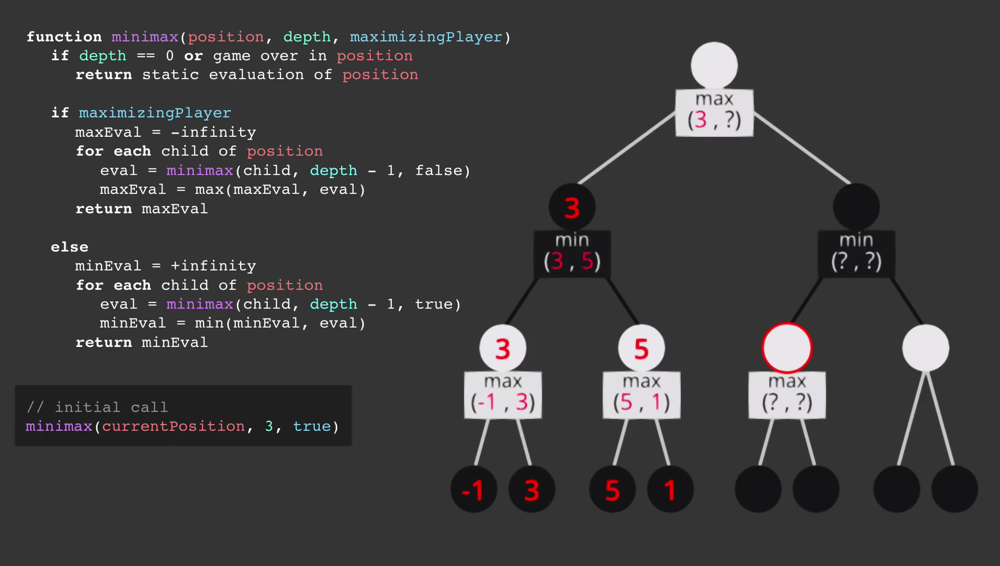 function minimax(position, depth, maximizingPlayer)
if depth == 0 or game over in position
return static evaluation of position
if maximizingPlayer
maxEval = -infinity
for each child of position
eval = minimax(child, depth - 1, false)
maxEval = max(maxEval, eval)
return maxEval
else
minEval = +infinity
for each child of position
eval = minimax(child, depth - 1, true)
minEval = min(minEval, eval)
return minEval
// initial call
minimax(currentPosition, 3, true)
max
(3 , ?)
3
min
(3 , 5)
min
(? , ?)
3
max
(-1 , 3)
5
max
(5 , 1)
max
(? , ?)
-1
3
5
1